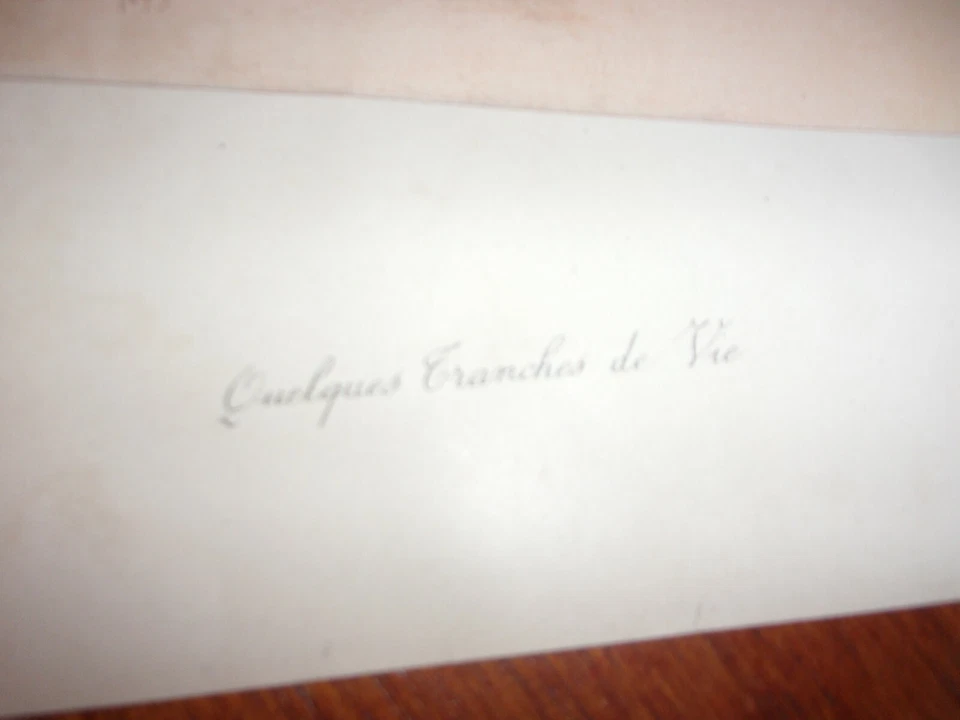 Quelques Tranches de Vie